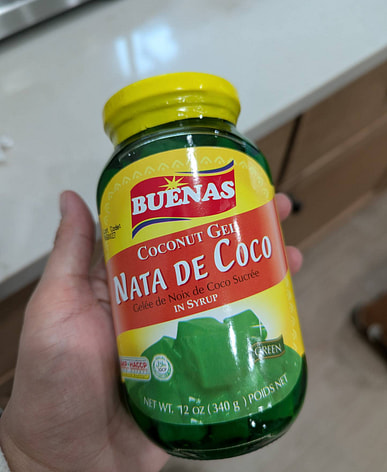 BUENAS
COCONUT GEL
NATA DE COCO
Gelée de Noix de Coco Sucrée
IN SYRUP
GREEN
HACCP
NET WT. 12 OZ (340 g) POIDS NET